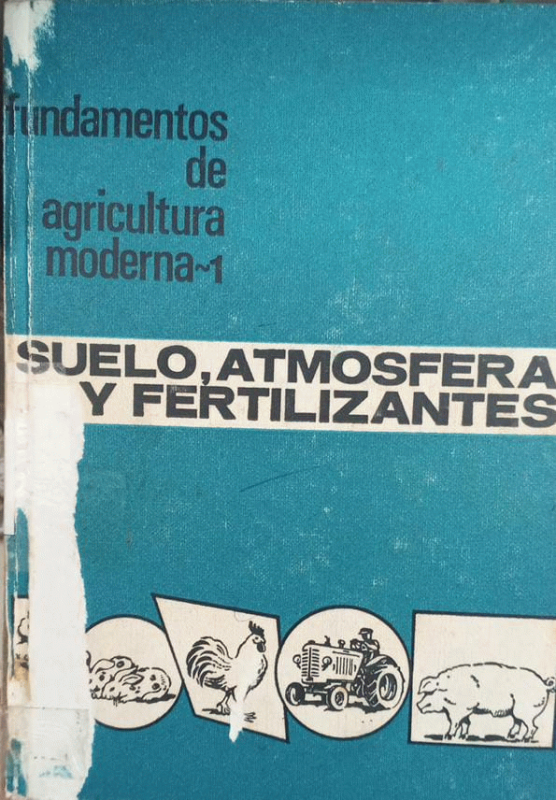 fundamentos
de
agricultura
moderna~1
SUELO, ATMOSFERA
Y FERTILIZANTES